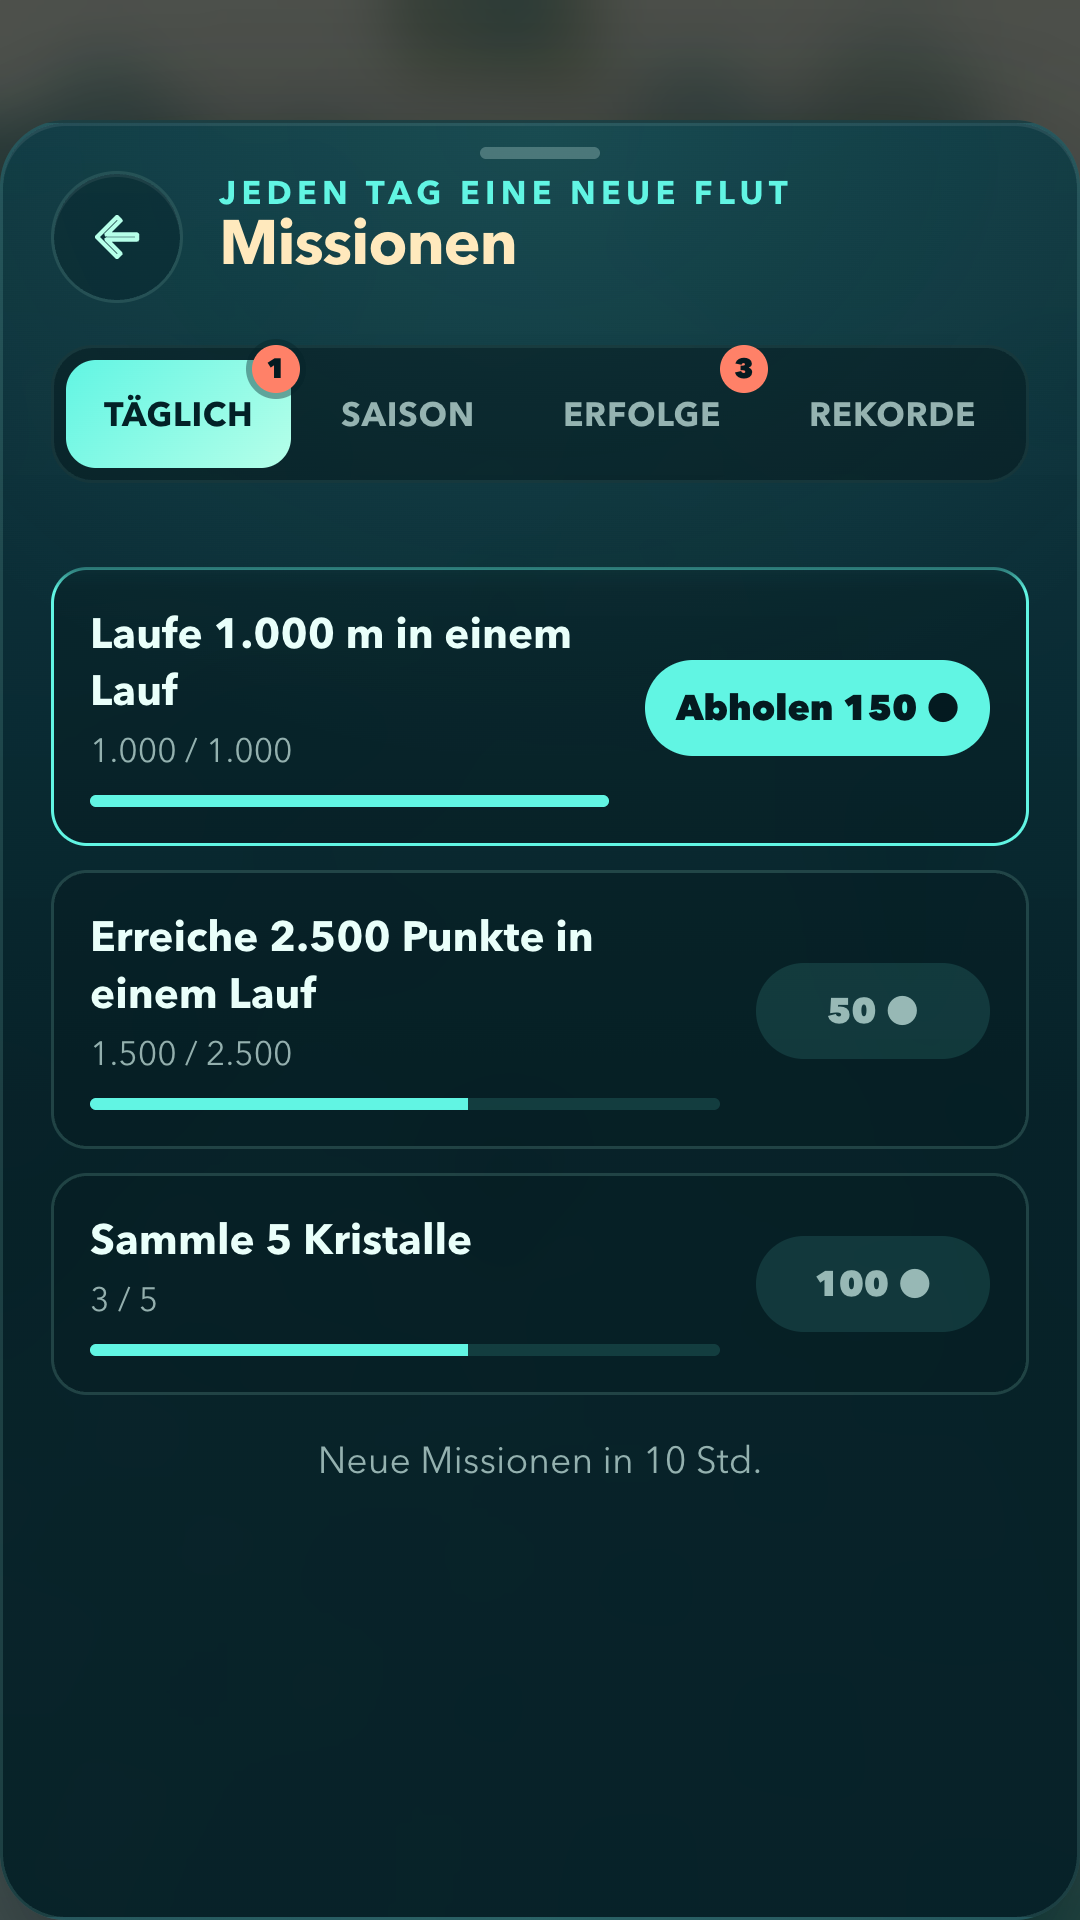 JEDEN TAG EINE NEUE FLUT
Missionen
1
3
TÄGLICH
SAISON
ERFOLGE
REKORDE
Laufe 1.000 m in einem
Lauf
1.000 / 1.000
Abholen 150
Erreiche 2.500 Punkte in
einem Lauf
1.500 / 2.500
50
Sammle 5 Kristalle
3 / 5
100
Neue Missionen in 10 Std.